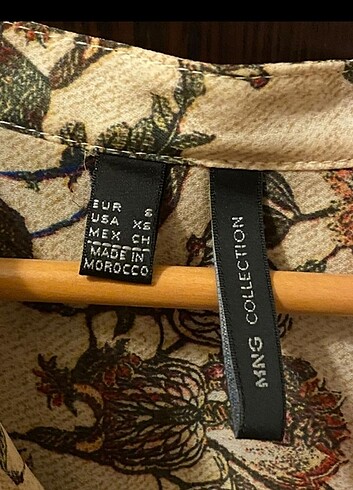 EUR S
USA XS
MEX CH
MADE IN
MOROCCO
MNG COLLECTION